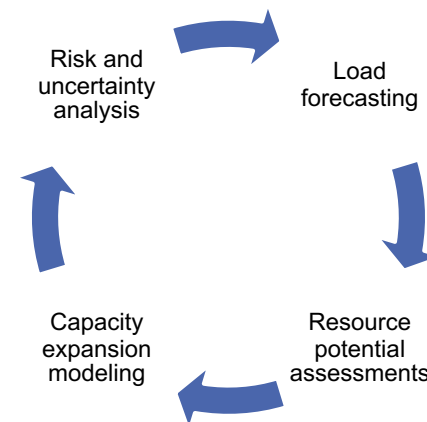 Risk and
uncertainty
analysis
Load
forecasting
Resource
potential
assessments
Capacity
expansion
modeling